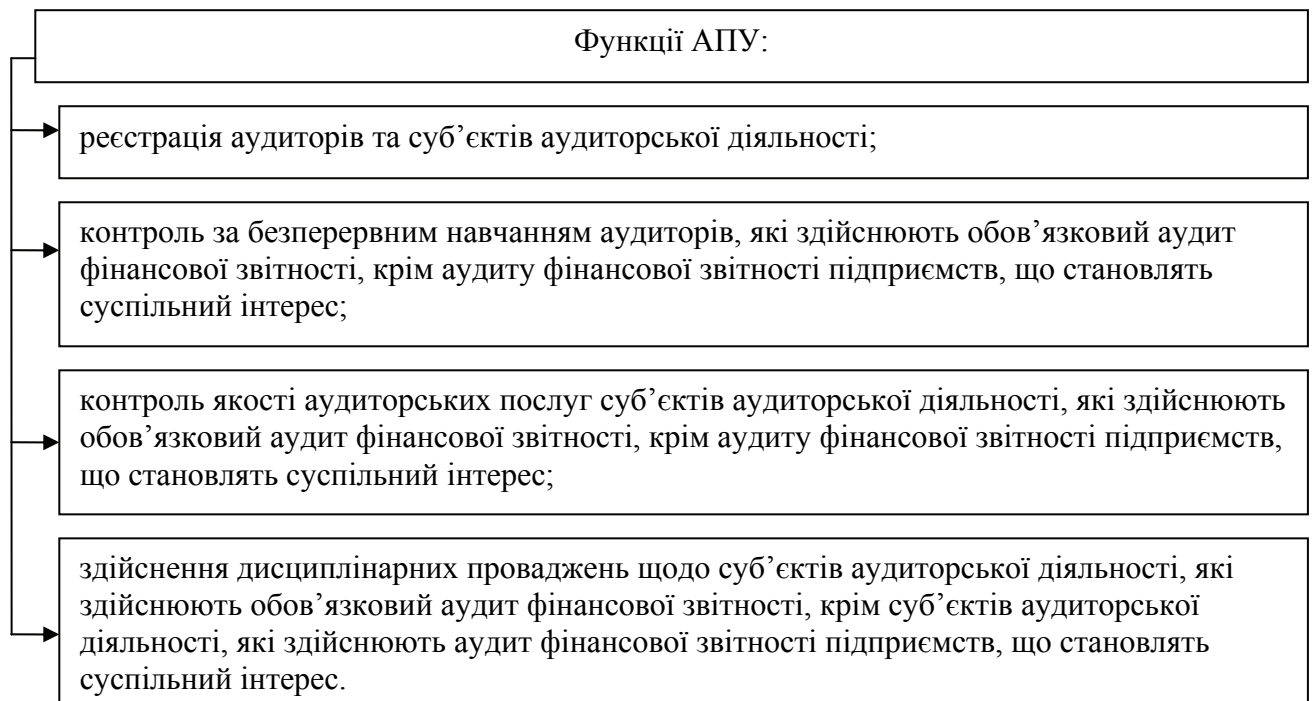 Функції АПУ:
реєстрація аудиторів та суб’єктів аудиторської діяльності;
контроль за безперервним навчанням аудиторів, які здійснюють обов’язковий аудит
фінансової звітності, крім аудиту фінансової звітності підприємств, що становлять
суспільний інтерес;
контроль якості аудиторських послуг суб’єктів аудиторської діяльності, які здійснюють
обов’язковий аудит фінансової звітності, крім аудиту фінансової звітності підприємств,
що становлять суспільний інтерес;
здійснення дисциплінарних проваджень щодо суб’єктів аудиторської діяльності, які
здійснюють обов’язковий аудит фінансової звітності, крім суб’єктів аудиторської
діяльності, які здійснюють аудит фінансової звітності підприємств, що становлять
суспільний інтерес.